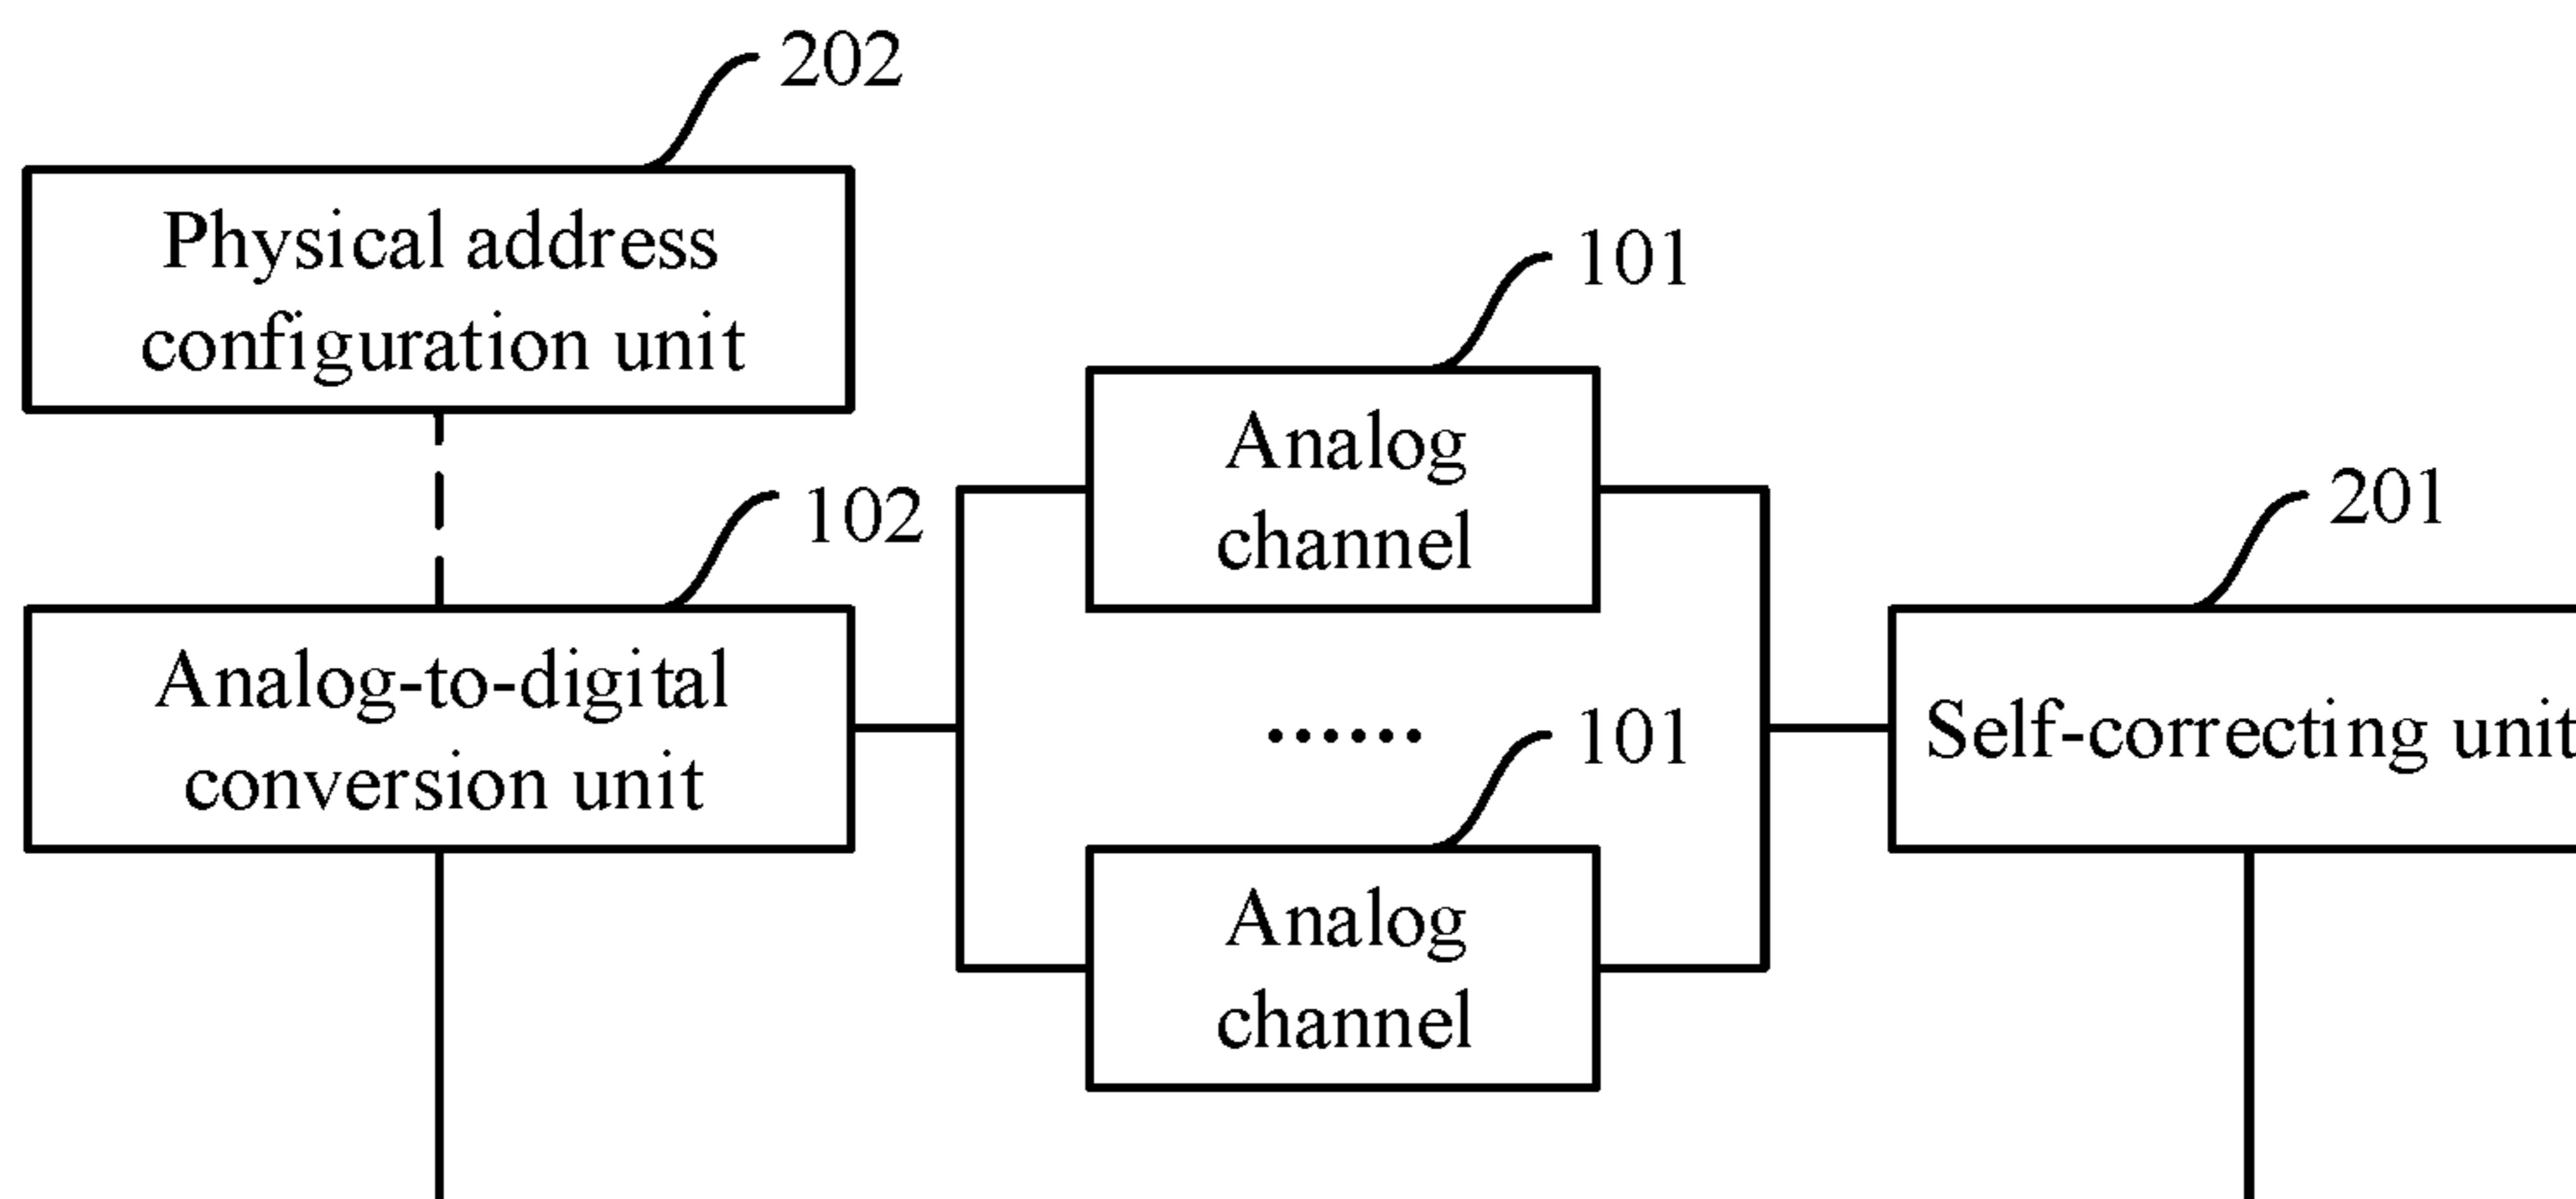 202
Physical address
configuration unit
101
Analog
channel
102
201
Analog-to-digital
conversion unit
......
101
Self-correcting unit
Analog
channel